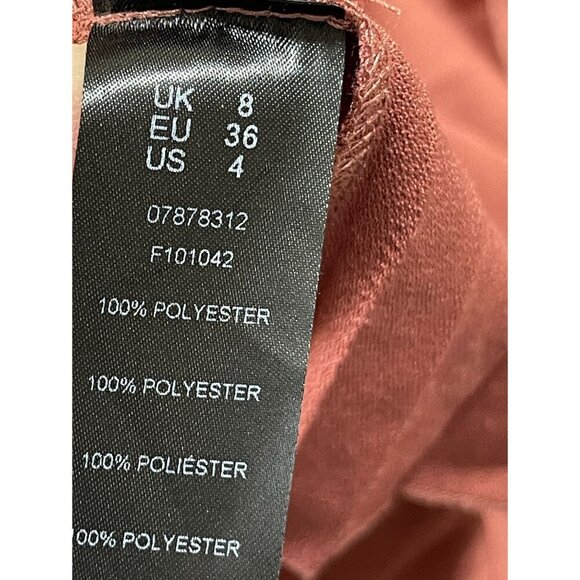 UK 8
EU 36
US 4
07878312
F101042
100% POLYESTER
100% POLYESTER
100% POLIÉSTER
100% POLYESTER